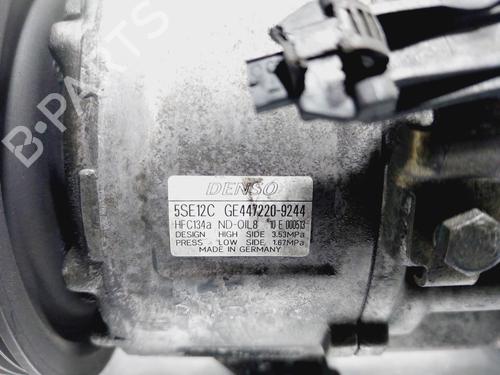 B-PARTS
DENSO
5SE12C GE447220-9244
HFC134a ND-OIL8 *10 E 000513
DESIGN HIGH SIDE 3.53MPa
PRESS LOW SIDE 1.67MPa
MADE IN GERMANY